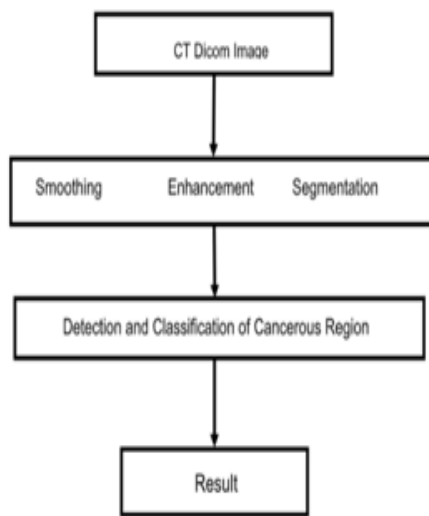 CT Dicom Image
Smoothing Enhancement Segmentation
Detection and Classification of Cancerous Region
Result